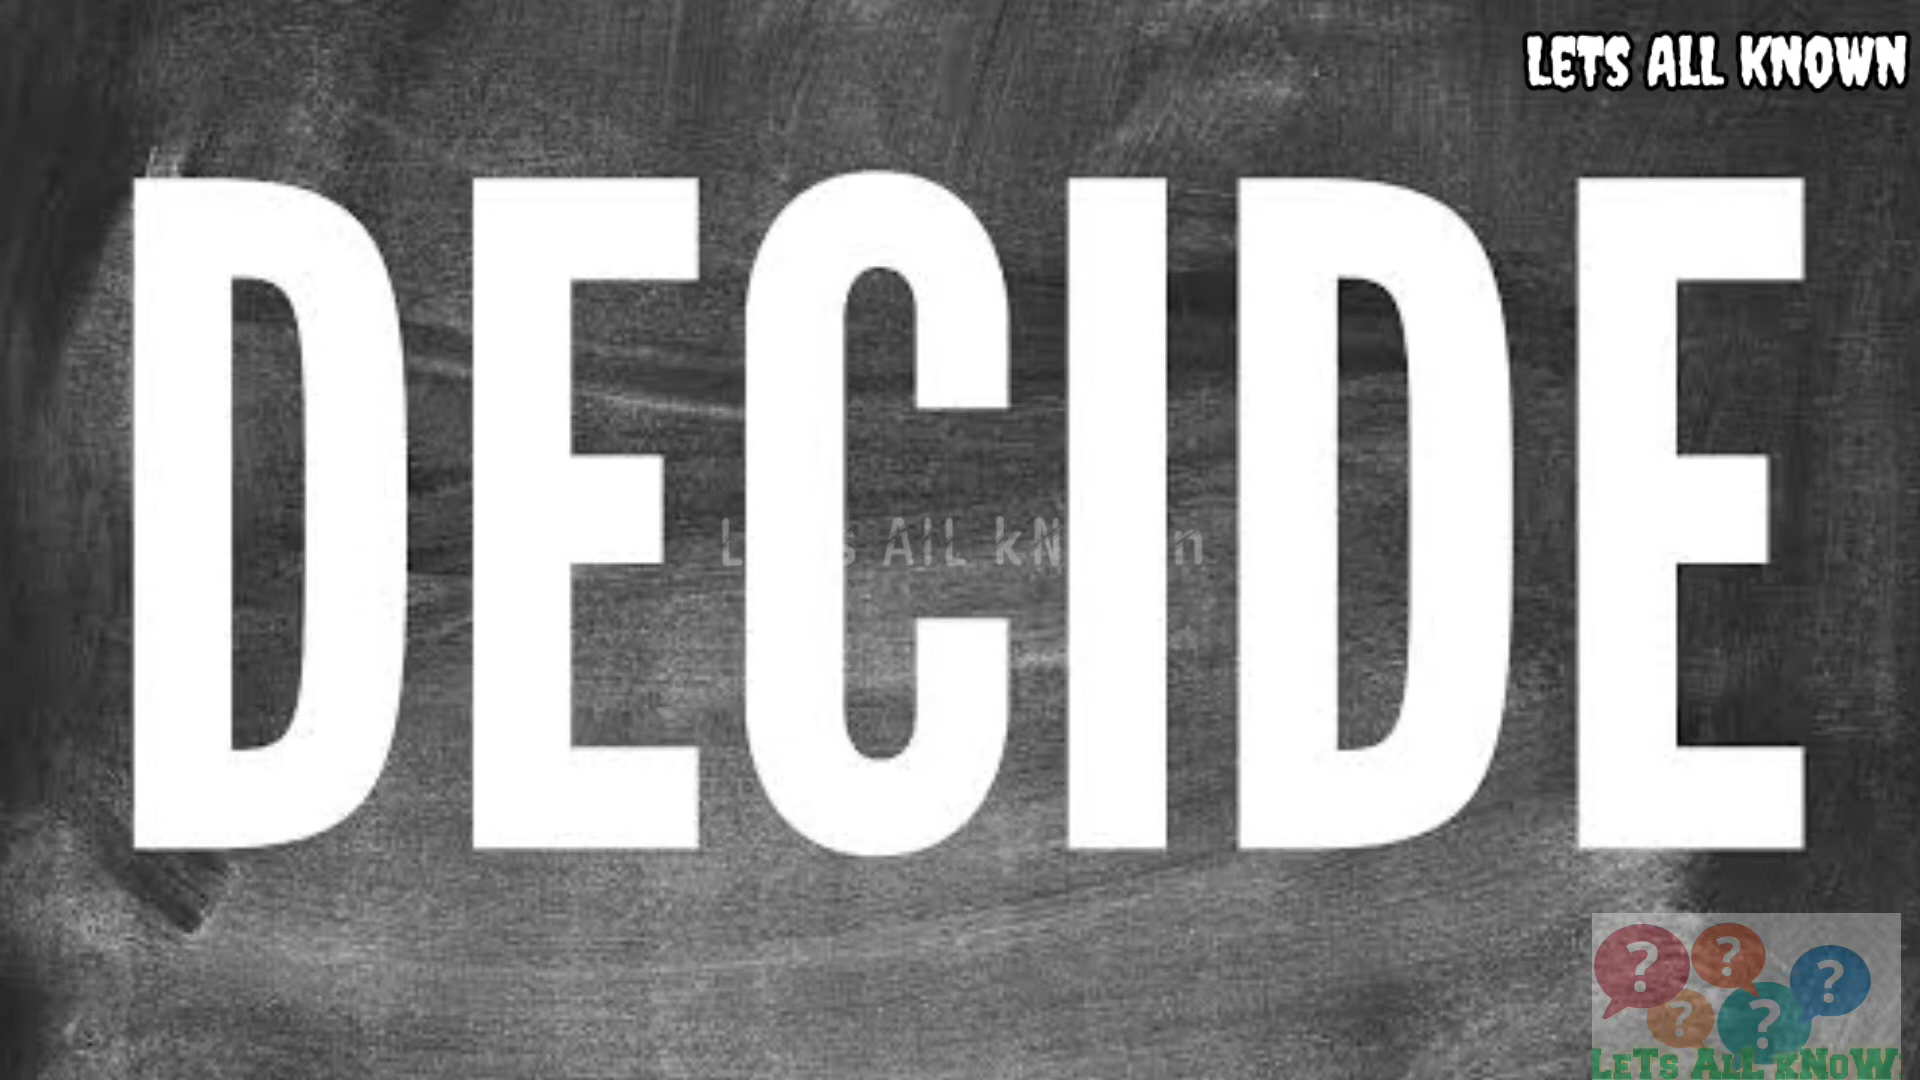 LETS ALL KNOWN
DECIDE
? ? ? ? ?
LETS ALL KNOW